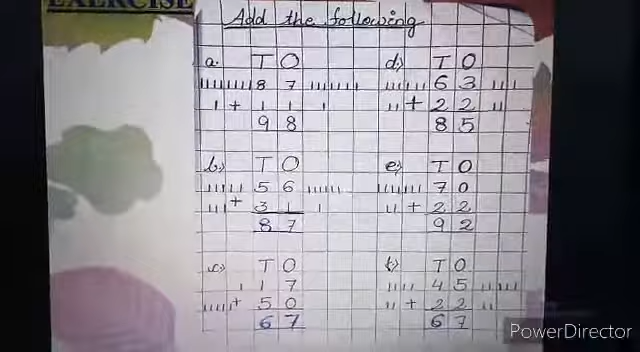 EXERCISE
Add the following
a. T O
8 7
+ 1 1
9 8
b.) T O
5 6
+ 3 1
8 7
c.) T O
1 7
+ 5 0
6 7
d.) T O
6 3
+ 2 2
8 5
e.) T O
7 0
+ 2 2
9 2
f.) T O
4 5
+ 2 2
6 7
PowerDirector